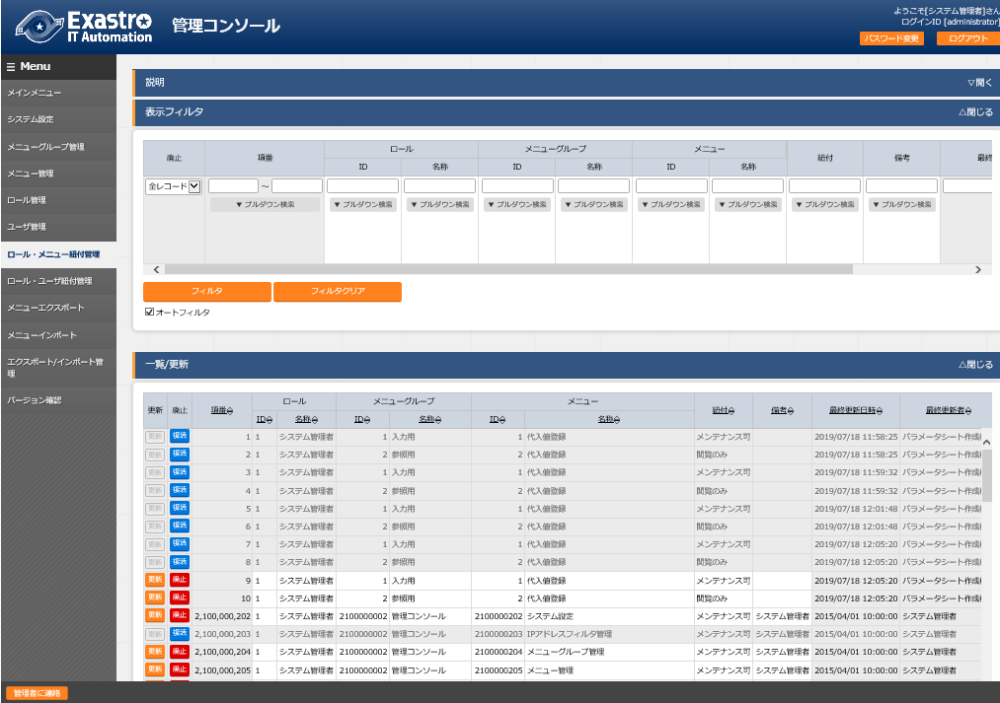 Exastro
IT Automation
管理コンソール
ようこそ[システム管理者]さん
ログインID [administrator]
パスワード変更 ログアウト
Menu
メインメニュー
システム設定
メニューグループ管理
メニュー管理
ロール管理
ユーザ管理
ロール・メニュー紐付管理
ロール・ユーザ紐付管理
メニューエクスポート
メニューインポート
エクスポート/インポート管
理
バージョン確認
説明 ▽開く
表示フィルタ △閉じる
廃止 項番 ロール メニューグループ メニュー 紐付 備考 最終
ID 名称 ID 名称 ID 名称
全レコード ～
▼ プルダウン検索 ▼ プルダウン検索 ▼ プルダウン検索 ▼ プルダウン検索 ▼ プルダウン検索 ▼ プルダウン検索 ▼ プルダウン検索 ▼ プルダウン検索 ▼ プルダウン検索
フィルタ フィルタクリア
オートフィルタ
一覧/更新 △閉じる
更新 廃止 項番 ロール メニューグループ メニュー 紐付 備考 最終更新日時 最終更新者
ID 名称 ID 名称 ID 名称
更新 復活 1 1 システム管理者 1 入力用 1 代入値登録 メンテナンス可 2019/07/18 11:58:25 パラメータシート作成
更新 復活 2 1 システム管理者 2 参照用 2 代入値登録 閲覧のみ 2019/07/18 11:58:25 パラメータシート作成
更新 復活 3 1 システム管理者 1 入力用 1 代入値登録 メンテナンス可 2019/07/18 11:59:32 パラメータシート作成
更新 復活 4 1 システム管理者 2 参照用 2 代入値登録 閲覧のみ 2019/07/18 11:59:32 パラメータシート作成
更新 復活 5 1 システム管理者 1 入力用 1 代入値登録 メンテナンス可 2019/07/18 12:01:48 パラメータシート作成
更新 復活 6 1 システム管理者 2 参照用 2 代入値登録 閲覧のみ 2019/07/18 12:01:48 パラメータシート作成
更新 復活 7 1 システム管理者 1 入力用 1 代入値登録 メンテナンス可 2019/07/18 12:05:20 パラメータシート作成
更新 復活 8 1 システム管理者 2 参照用 2 代入値登録 閲覧のみ 2019/07/18 12:05:20 パラメータシート作成
更新 廃止 9 1 システム管理者 1 入力用 1 代入値登録 メンテナンス可 2019/07/18 12:05:20 パラメータシート作成
更新 廃止 10 1 システム管理者 2 参照用 2 代入値登録 閲覧のみ 2019/07/18 12:05:20 パラメータシート作成
更新 廃止 2,100,000,202 1 システム管理者 2100000002 管理コンソール 2100000202 システム設定 メンテナンス可 システム管理者 2015/04/01 10:00:00 システム管理者
更新 復活 2,100,000,203 1 システム管理者 2100000002 管理コンソール 2100000203 IPアドレスフィルタ管理 メンテナンス可 システム管理者 2015/04/01 10:00:00 システム管理者
更新 廃止 2,100,000,204 1 システム管理者 2100000002 管理コンソール 2100000204 メニューグループ管理 メンテナンス可 システム管理者 2015/04/01 10:00:00 システム管理者
更新 廃止 2,100,000,205 1 システム管理者 2100000002 管理コンソール 2100000205 メニュー管理 メンテナンス可 システム管理者 2015/04/01 10:00:00 システム管理者
管理者に連絡